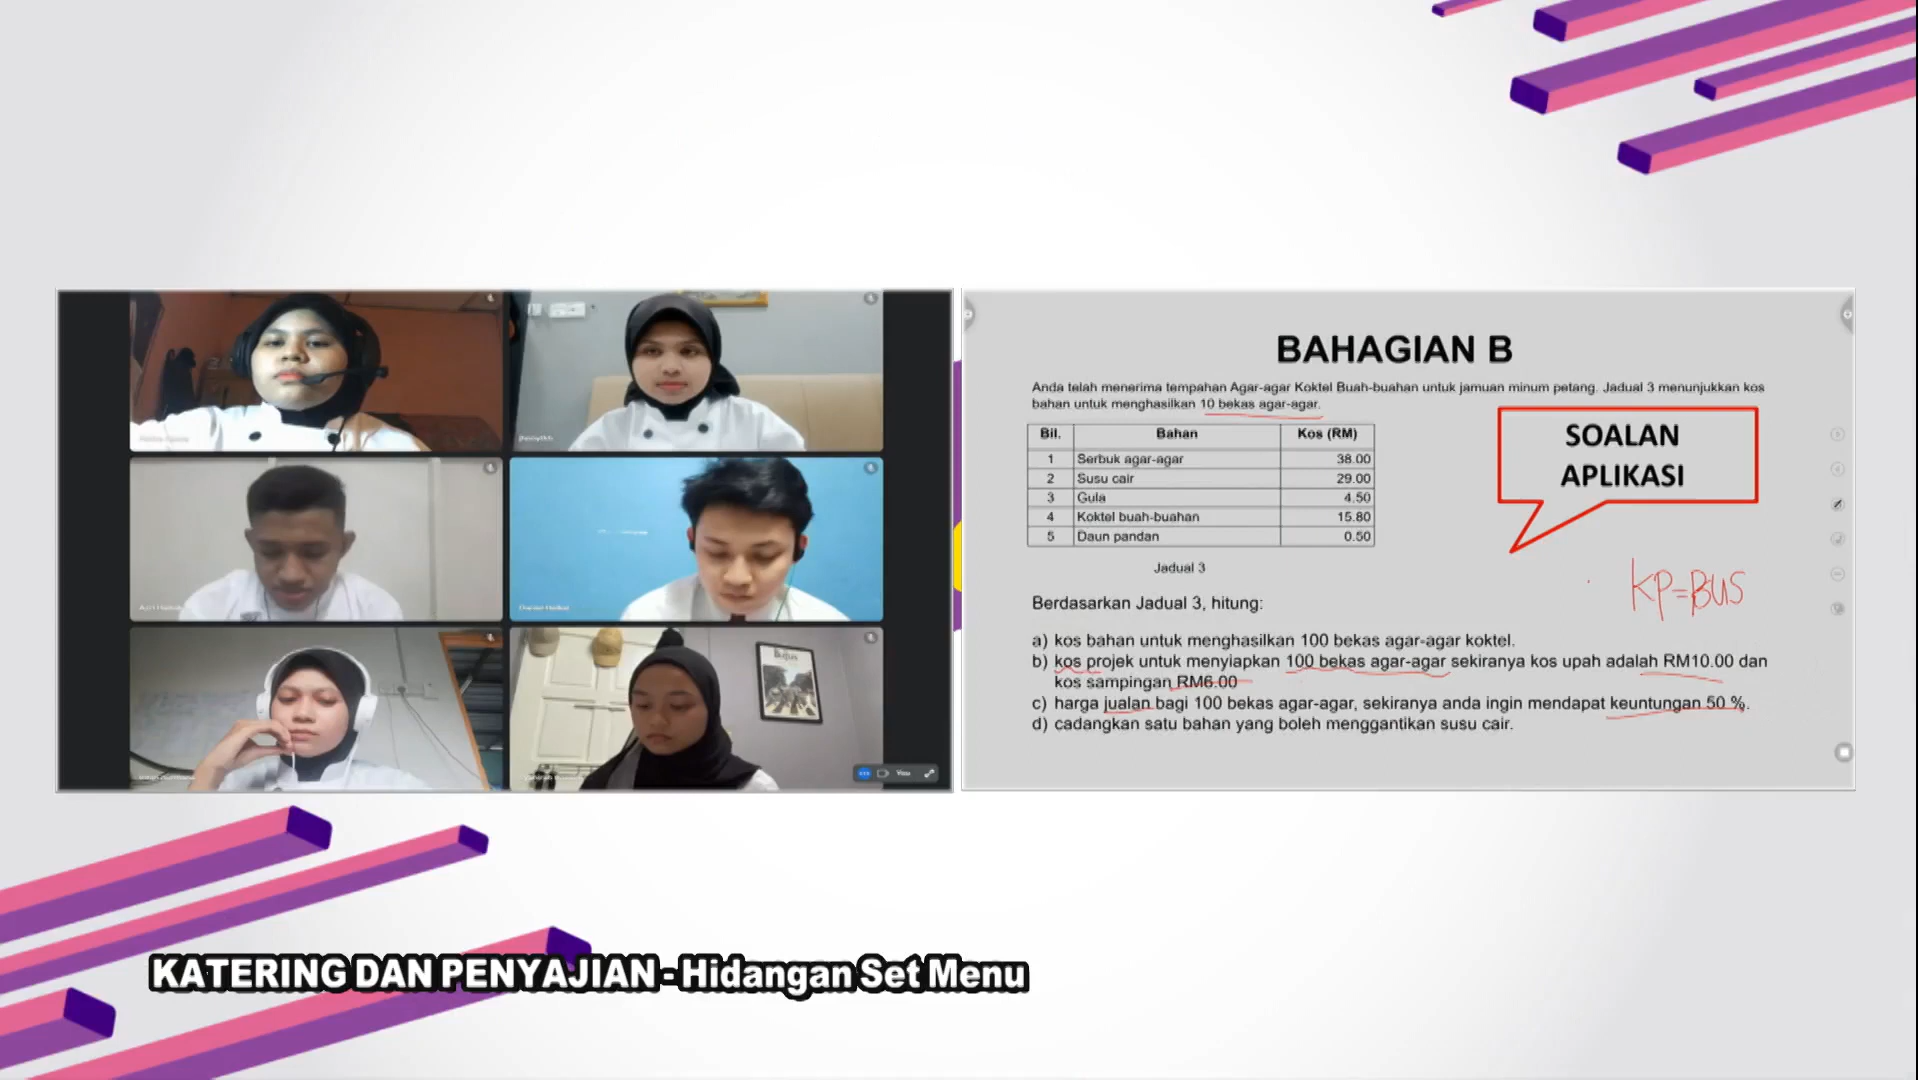 BAHAGIAN B
Anda telah menerima tempahan Agar-agar Koktel Buah-buahan untuk jamuan minum petang. Jadual 3 menunjukkan kos
bahan untuk menghasilkan 10 bekas agar-agar.
Bil. Bahan Kos (RM)
1 Serbuk agar-agar 38.00
2 Susu cair 29.00
3 Gula 4.50
4 Koktel buah-buahan 15.80
5 Daun pandan 0.50
Jadual 3
SOALAN
APLIKASI
KP=BUS
Berdasarkan Jadual 3, hitung:
a) kos bahan untuk menghasilkan 100 bekas agar-agar koktel.
b) kos projek untuk menyiapkan 100 bekas agar-agar sekiranya kos upah adalah RM10.00 dan
kos sampingan RM6.00
c) harga jualan bagi 100 bekas agar-agar, sekiranya anda ingin mendapat keuntungan 50 %.
d) cadangkan satu bahan yang boleh menggantikan susu cair.
You
KATERING DAN PENYAJIAN - Hidangan Set Menu